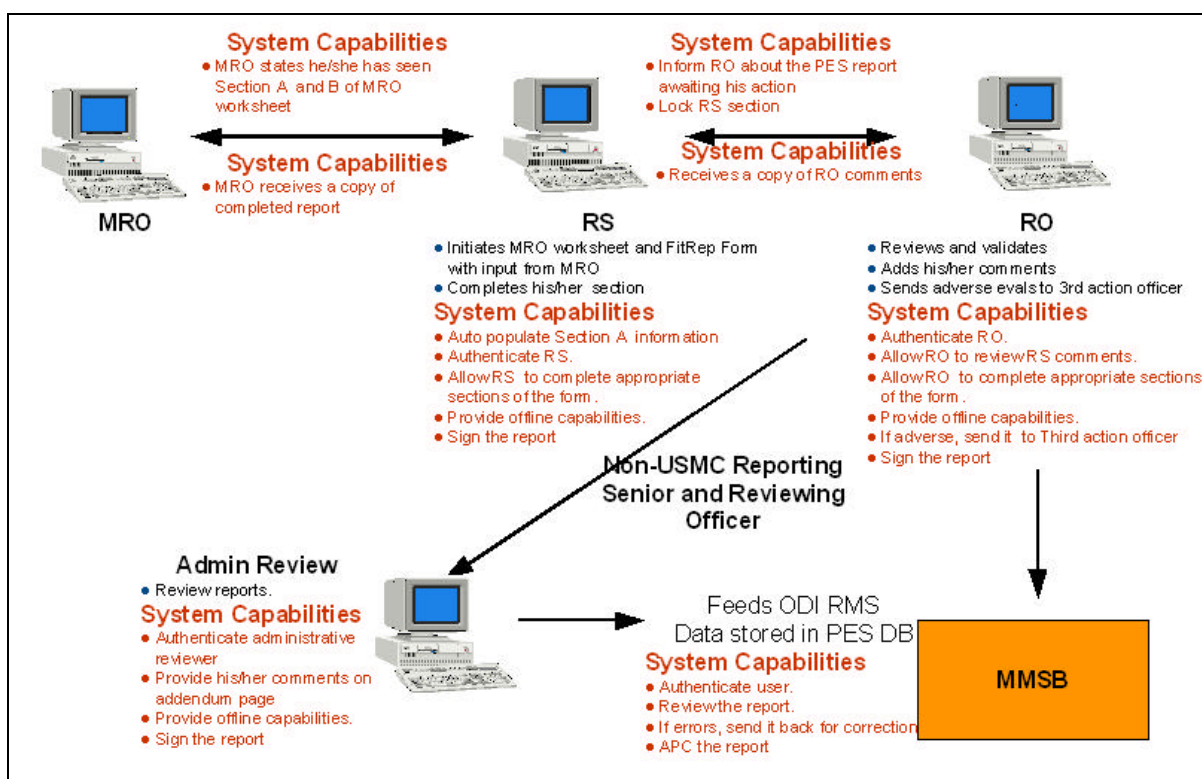 System Capabilities
• MRO states he/she has seen
Section A and B of MRO
worksheet
System Capabilities
• MRO receives a copy of
completed report
MRO
System Capabilities
• Inform RO about the PES report
awaiting his action
• Lock RS section
System Capabilities
• Receives a copy of RO comments
RS
• Initiates MRO worksheet and FitRep Form
with input from MRO
• Completes his/her section
System Capabilities
• Auto populate Section A information
• Authenticate RS.
• Allow RS to complete appropriate
sections of the form.
• Provide offline capabilities.
• Sign the report
RO
• Reviews and validates
• Adds his/her comments
• Sends adverse evals to 3rd action officer
System Capabilities
• Authenticate RO.
• Allow RO to review RS comments.
• Allow RO to complete appropriate sections
of the form.
• Provide offline capabilities.
• If adverse, send it to Third action officer
• Sign the report
Non-USMC Reporting
Senior and Reviewing
Officer
Admin Review
• Review reports.
System Capabilities
• Authenticate administrative
reviewer
• Provide his/her comments on
addendum page
• Provide offline capabilities.
• Sign the report
Feeds ODI RMS
Data stored in PES DB
System Capabilities
• Authenticate user.
• Review the report.
• If errors, send it back for correction
• APC the report
MMSB